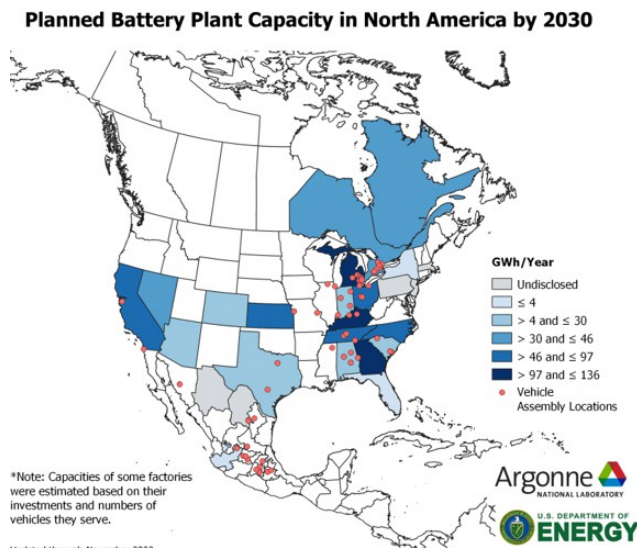 Planned Battery Plant Capacity in North America by 2030
GWh/Year
Undisclosed
≤ 4
> 4 and ≤ 30
> 30 and ≤ 46
> 46 and ≤ 97
> 97 and ≤ 136
Vehicle
Assembly Locations
*Note: Capacities of some factories
were estimated based on their
investments and numbers of
vehicles they serve.
Argonne
NATIONAL LABORATORY
U.S. DEPARTMENT OF
ENERGY